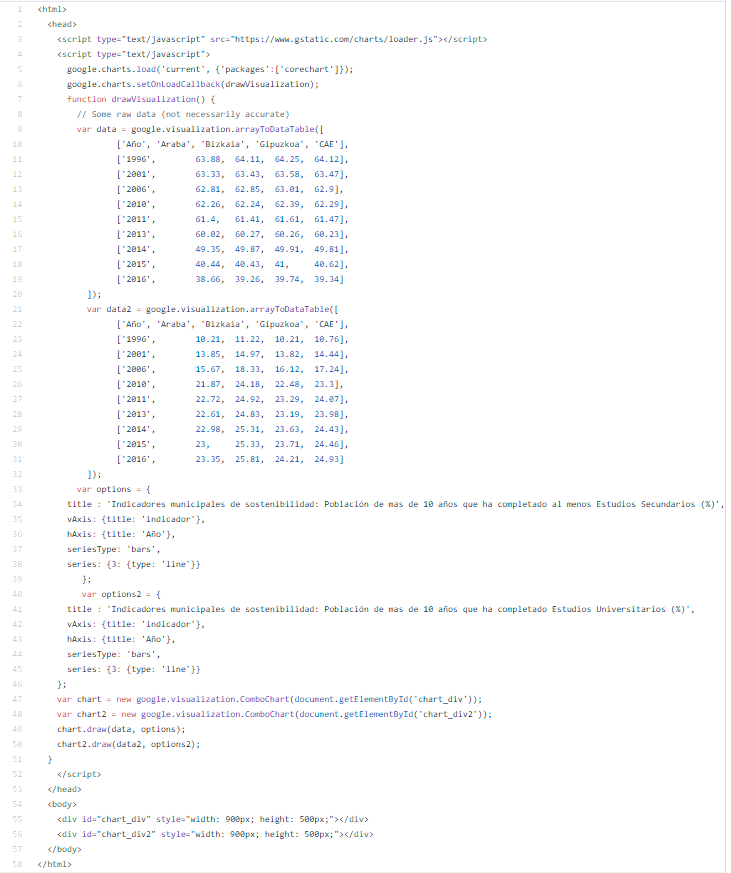 1 <html>
2 <head>
3 <script type="text/javascript" src="https://www.gstatic.com/charts/loader.js"></script>
4 <script type="text/javascript">
5 google.charts.load('current', {'packages':['corechart']});
6 google.charts.setOnLoadCallback(drawVisualization);
7 function drawVisualization() {
8 // Some raw data (not necessarily accurate)
9 var data = google.visualization.arrayToDataTable([
10 ['Año', 'Araba', 'Bizkaia', 'Gipuzkoa', 'CAE'],
11 ['1996', 63.88, 64.11, 64.25, 64.12],
12 ['2001', 63.33, 63.43, 63.58, 63.47],
13 ['2006', 62.81, 62.85, 63.01, 62.9],
14 ['2010', 62.26, 62.24, 62.39, 62.29],
15 ['2011', 61.4, 61.41, 61.61, 61.47],
16 ['2013', 60.02, 60.27, 60.26, 60.23],
17 ['2014', 49.35, 49.87, 49.91, 49.81],
18 ['2015', 40.44, 40.43, 41, 40.62],
19 ['2016', 38.66, 39.26, 39.74, 39.34]
20 ]);
21 var data2 = google.visualization.arrayToDataTable([
22 ['Año', 'Araba', 'Bizkaia', 'Gipuzkoa', 'CAE'],
23 ['1996', 10.21, 11.22, 10.21, 10.76],
24 ['2001', 13.85, 14.97, 13.82, 14.44],
25 ['2006', 15.67, 18.33, 16.12, 17.24],
26 ['2010', 21.87, 24.18, 22.48, 23.3],
27 ['2011', 22.72, 24.92, 23.29, 24.07],
28 ['2013', 22.61, 24.83, 23.19, 23.98],
29 ['2014', 22.98, 25.31, 23.63, 24.43],
30 ['2015', 23, 25.33, 23.71, 24.46],
31 ['2016', 23.35, 25.81, 24.21, 24.93]
32 ]);
33 var options = {
34 title : 'Indicadores municipales de sostenibilidad: Población de mas de 10 años que ha completado al menos Estudios Secundarios (%)',
35 vAxis: {title: 'indicador'},
36 hAxis: {title: 'Año'},
37 seriesType: 'bars',
38 series: {3: {type: 'line'}}
39 };
40 var options2 = {
41 title : 'Indicadores municipales de sostenibilidad: Población de mas de 10 años que ha completado Estudios Universitarios (%)',
42 vAxis: {title: 'indicador'},
43 hAxis: {title: 'Año'},
44 seriesType: 'bars',
45 series: {3: {type: 'line'}}
46 };
47 var chart = new google.visualization.ComboChart(document.getElementById('chart_div'));
48 var chart2 = new google.visualization.ComboChart(document.getElementById('chart_div2'));
49 chart.draw(data, options);
50 chart2.draw(data2, options2);
51 }
52 </script>
53 </head>
54 <body>
55 <div id="chart_div" style="width: 900px; height: 500px;"></div>
56 <div id="chart_div2" style="width: 900px; height: 500px;"></div>
57 </body>
58 </html>